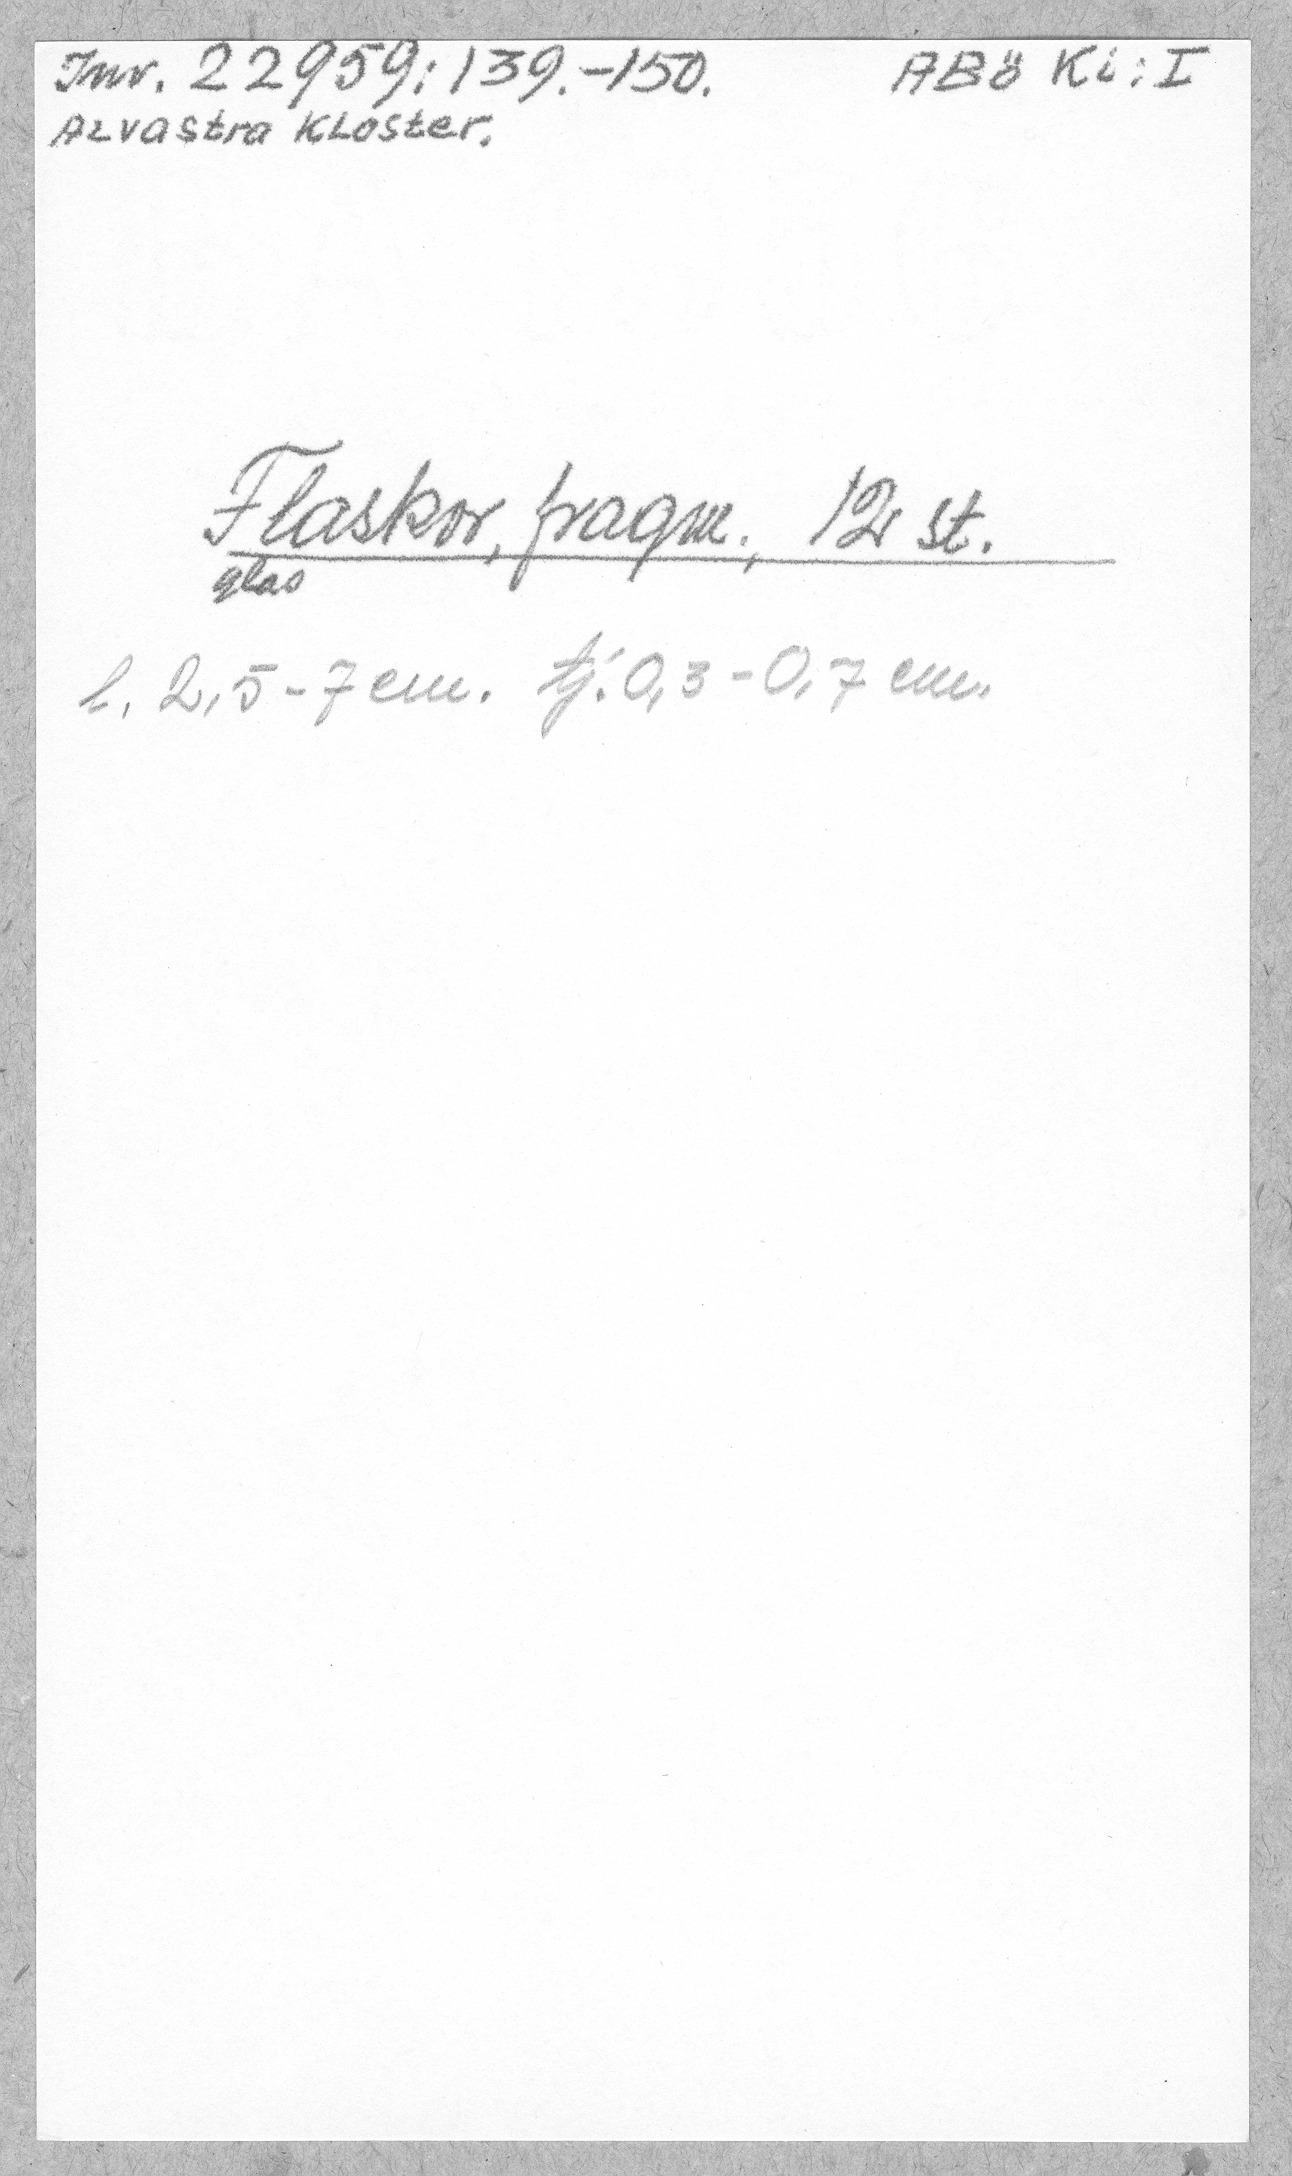 Inv. 22959:139.-150. ABö Ki:I
Alvastra Kloster.
Flaskor, fragm., 12 st.
glas
l. 2,5-7 cm. tj. 0,3-0,7 cm.